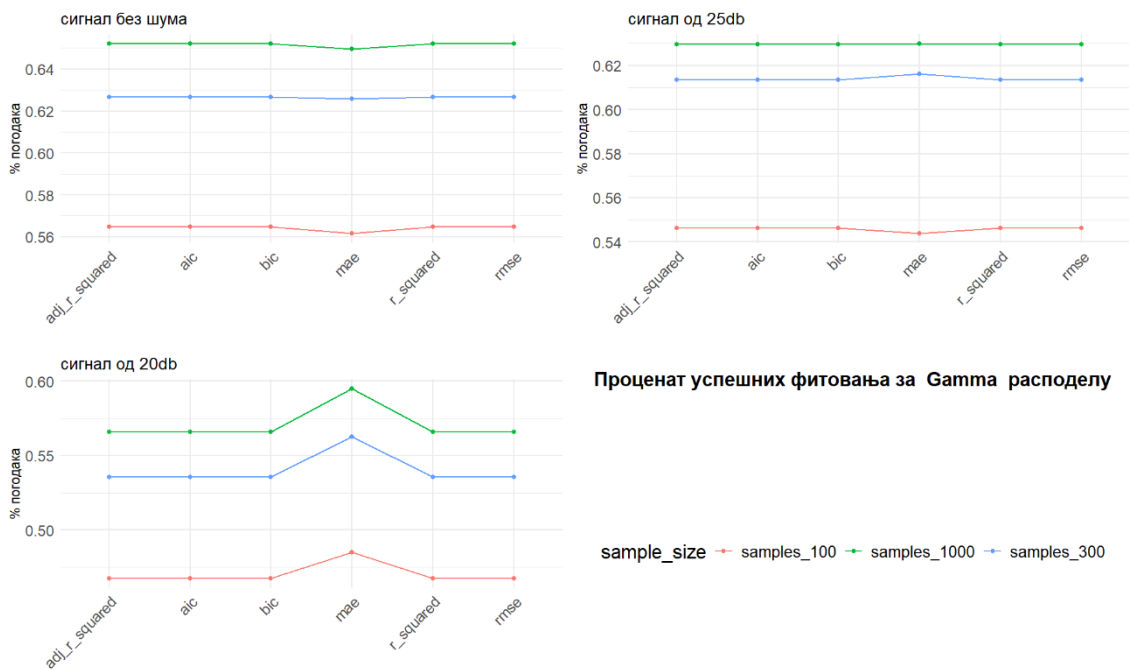 сигнал без шума
% погодака
0.64
0.62
0.60
0.58
0.56
adj_r_squared
aic
bic
mae
r_squared
rmse
сигнал од 25db
% погодака
0.62
0.60
0.58
0.56
0.54
adj_r_squared
aic
bic
mae
r_squared
rmse
сигнал од 20db
% погодака
0.60
0.55
0.50
adj_r_squared
aic
bic
mae
r_squared
rmse
Проценат успешних фитовања за Gamma расподелу
sample_size samples_100 samples_1000 samples_300